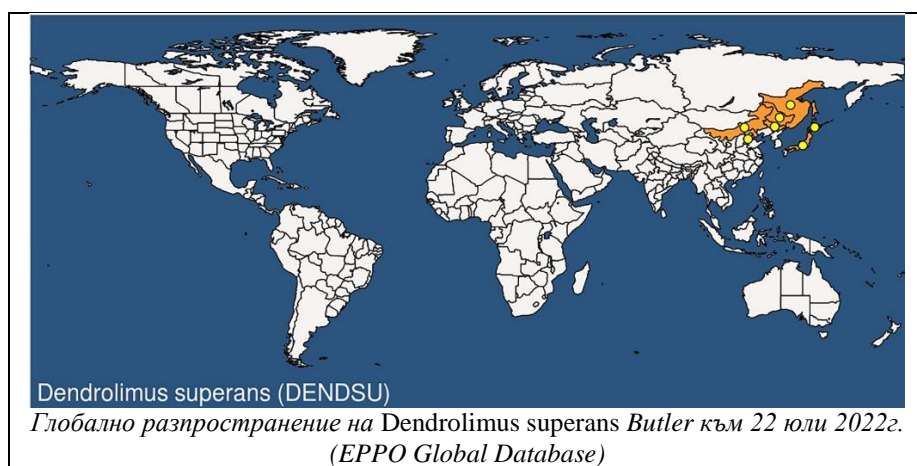 Dendrolimus superans (DENDSU)
Глобално разпространение на Dendrolimus superans Butler към 22 юли 2022г.
(EPPO Global Database)